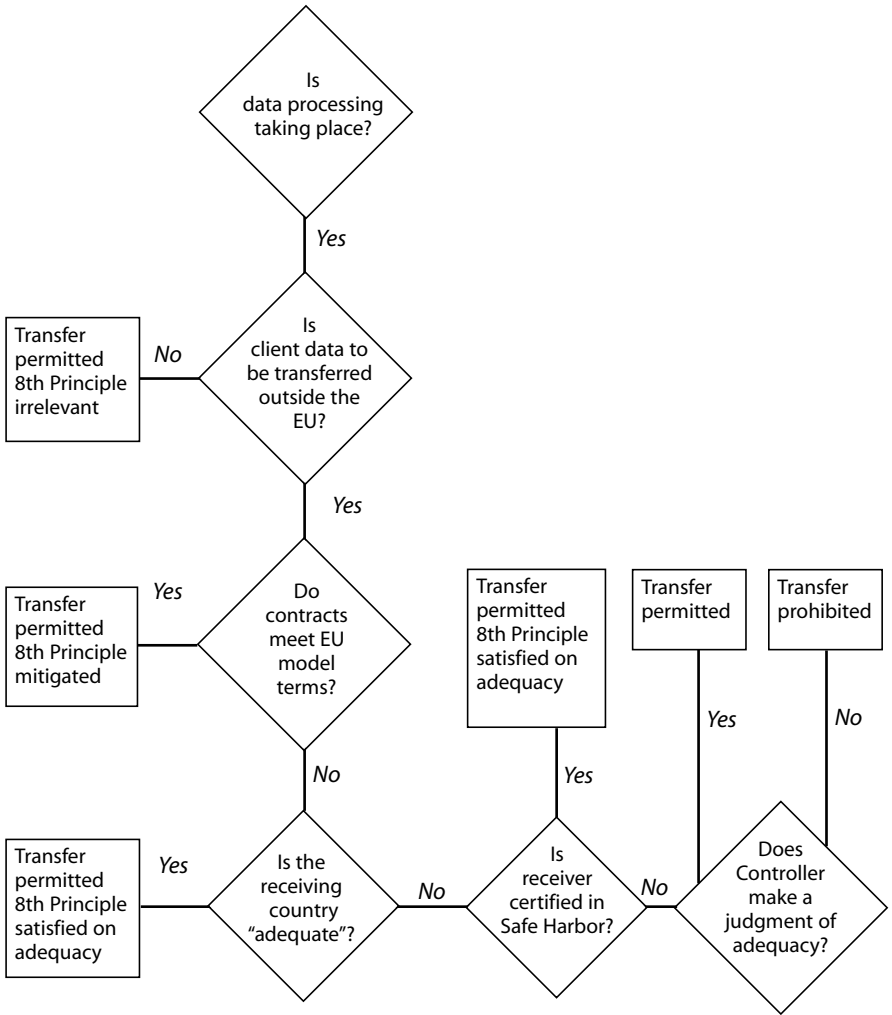 Is
data processing
taking place?
Yes
Is
client data to
be transferred
outside the
EU?
No
Transfer
permitted
8th Principle
irrelevant
Yes
Do
contracts
meet EU
model
terms?
Yes
Transfer
permitted
8th Principle
mitigated
No
Is the
receiving
country
“adequate”?
Yes
Transfer
permitted
8th Principle
satisfied on
adequacy
No
Is
receiver
certified in
Safe Harbor?
Yes
Transfer
permitted
8th Principle
satisfied on
adequacy
No
Does
Controller
make a
judgment of
adequacy?
Yes
Transfer
permitted
No
Transfer
prohibited